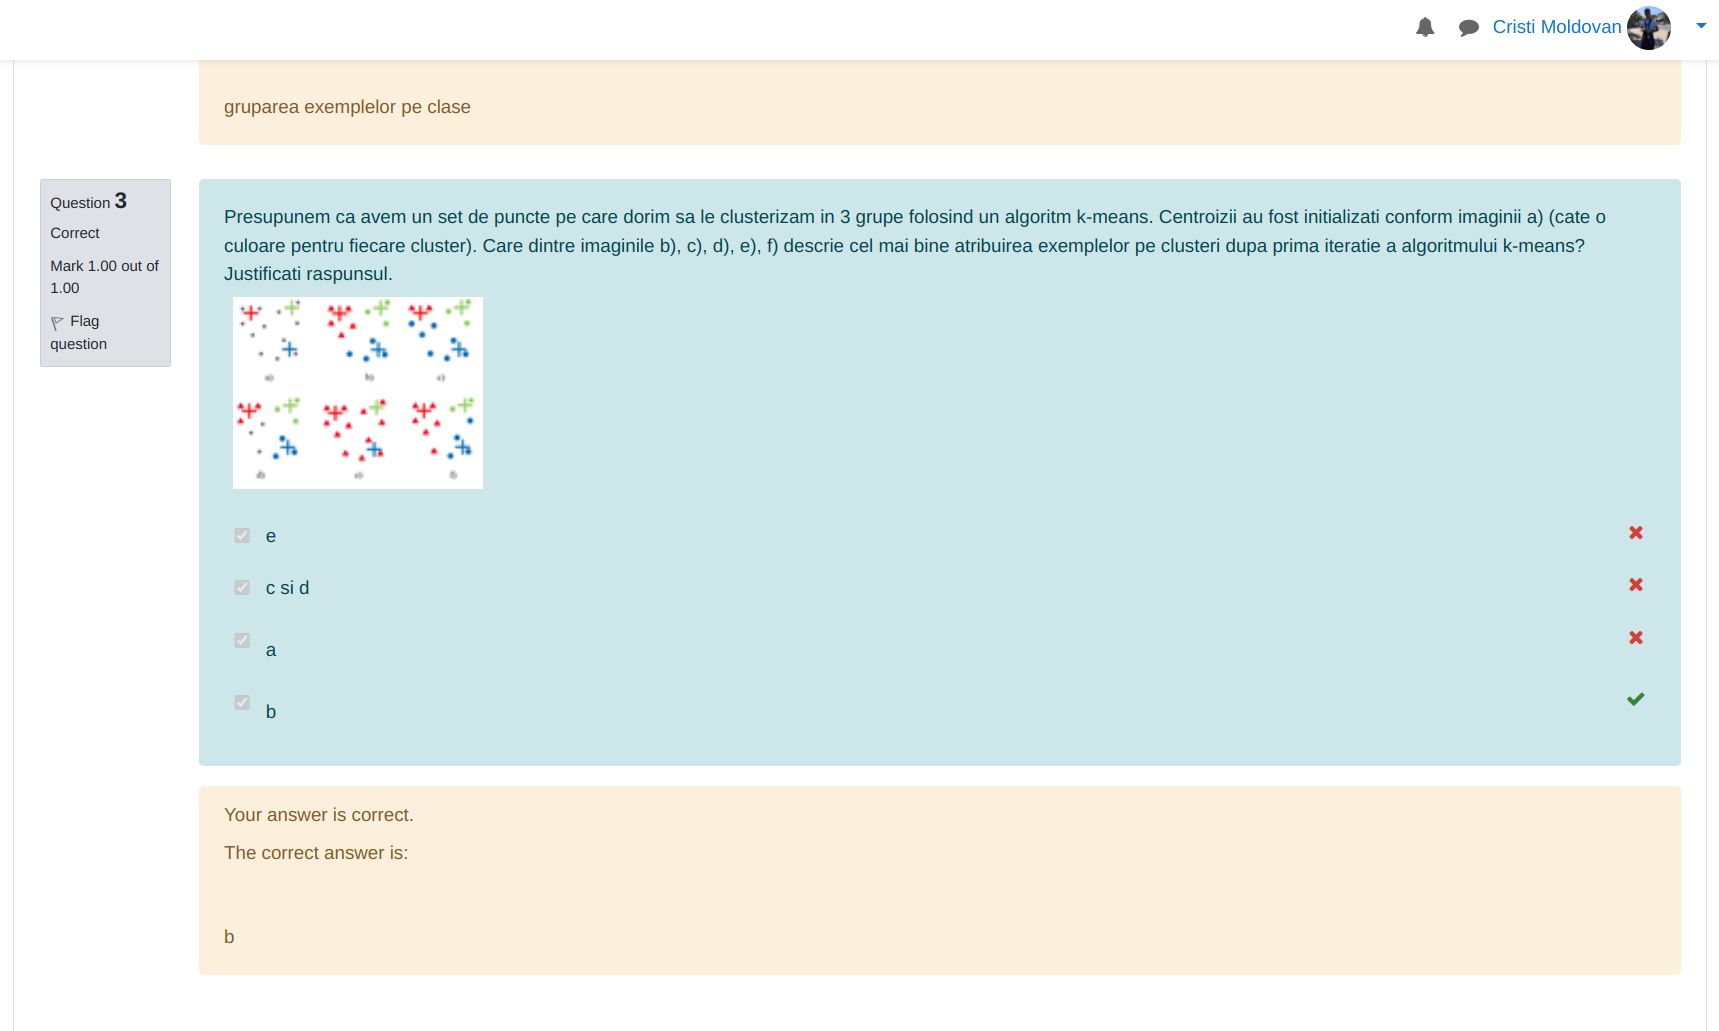 Cristi Moldovan
gruparea exemplelor pe clase
Question 3
Correct
Mark 1.00 out of
1.00
Flag
question
Presupunem ca avem un set de puncte pe care dorim sa le clusterizam in 3 grupe folosind un algoritm k-means. Centroizii au fost initializati conform imaginii a) (cate o
culoare pentru fiecare cluster). Care dintre imaginile b), c), d), e), f) descrie cel mai bine atribuirea exemplelor pe clusteri dupa prima iteratie a algoritmului k-means?
Justificati raspunsul.
a) b) c)
d) e) f)
e
c si d
a
b
Your answer is correct.
The correct answer is:
b